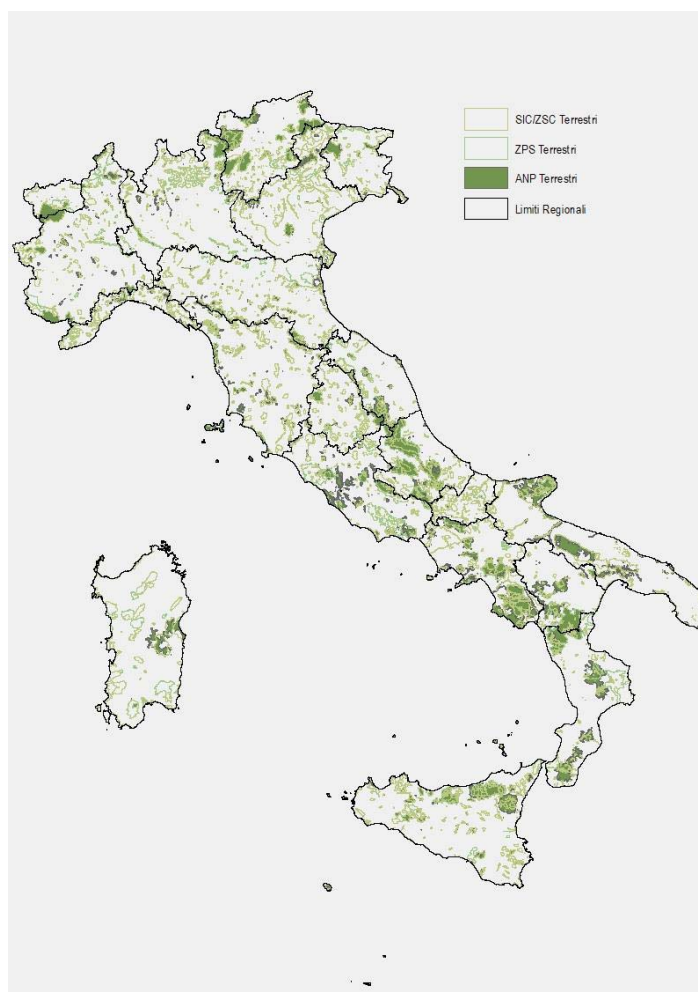 SIC/ZSC Terrestri
ZPS Terrestri
ANP Terrestri
Limiti Regionali